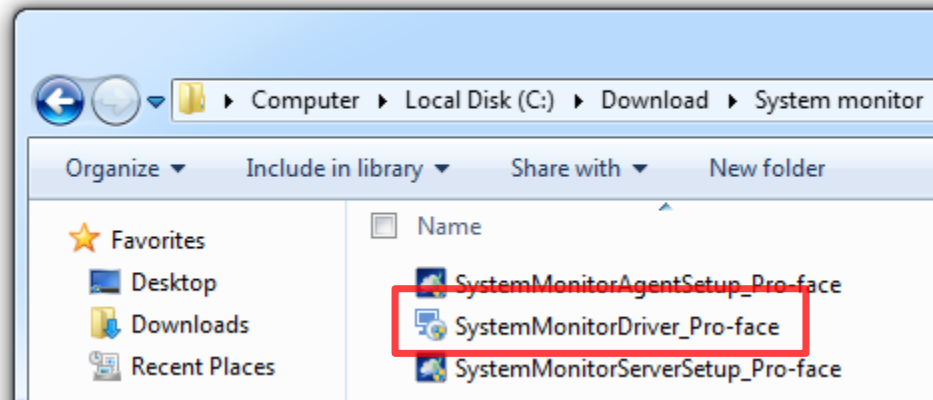 Computer Local Disk (C:) Download System monitor
Organize Include in library Share with New folder
Name
Favorites
Desktop
Downloads
Recent Places
SystemMonitorAgentSetup_Pro-face
SystemMonitorDriver_Pro-face
SystemMonitorServerSetup_Pro-face